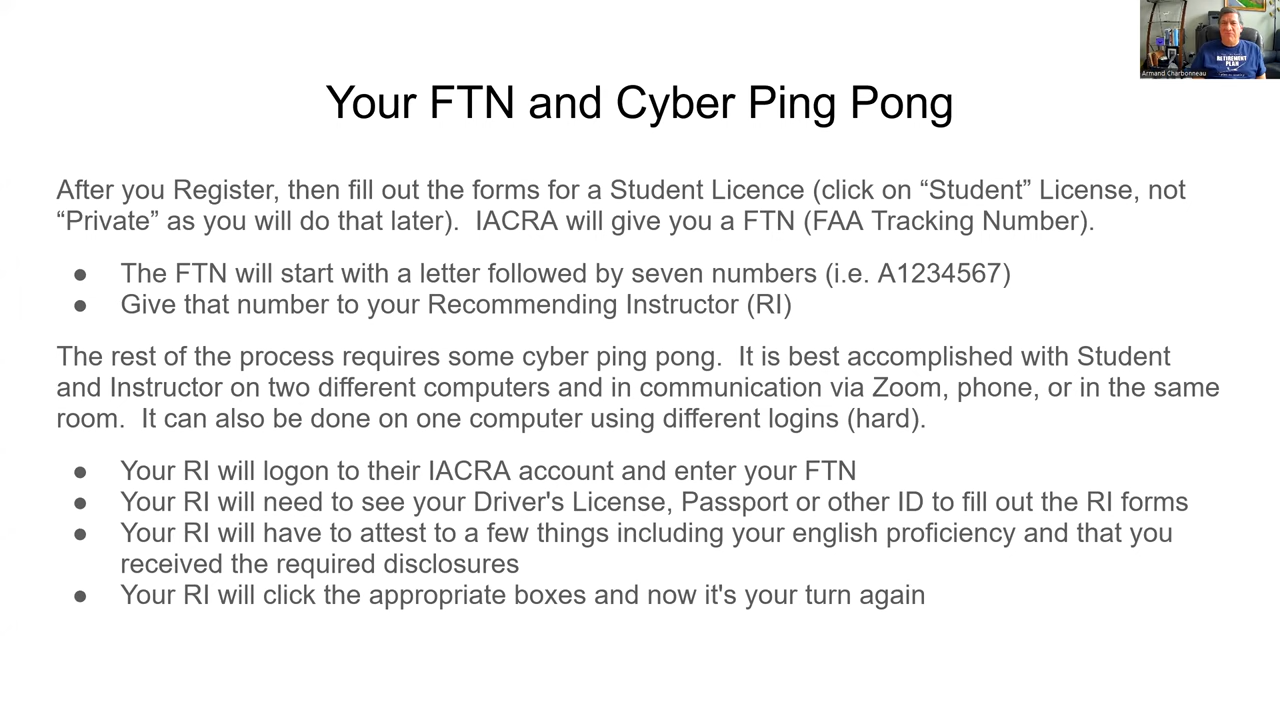 RETIREMENT
PLAN
Armand Charbonneau
Your FTN and Cyber Ping Pong
After you Register, then fill out the forms for a Student Licence (click on “Student” License, not
“Private” as you will do that later).  IACRA will give you a FTN (FAA Tracking Number).
● The FTN will start with a letter followed by seven numbers (i.e. A1234567)
● Give that number to your Recommending Instructor (RI)
The rest of the process requires some cyber ping pong.  It is best accomplished with Student
and Instructor on two different computers and in communication via Zoom, phone, or in the same
room.  It can also be done on one computer using different logins (hard).
● Your RI will logon to their IACRA account and enter your FTN
● Your RI will need to see your Driver's License, Passport or other ID to fill out the RI forms
● Your RI will have to attest to a few things including your english proficiency and that you
received the required disclosures
● Your RI will click the appropriate boxes and now it's your turn again